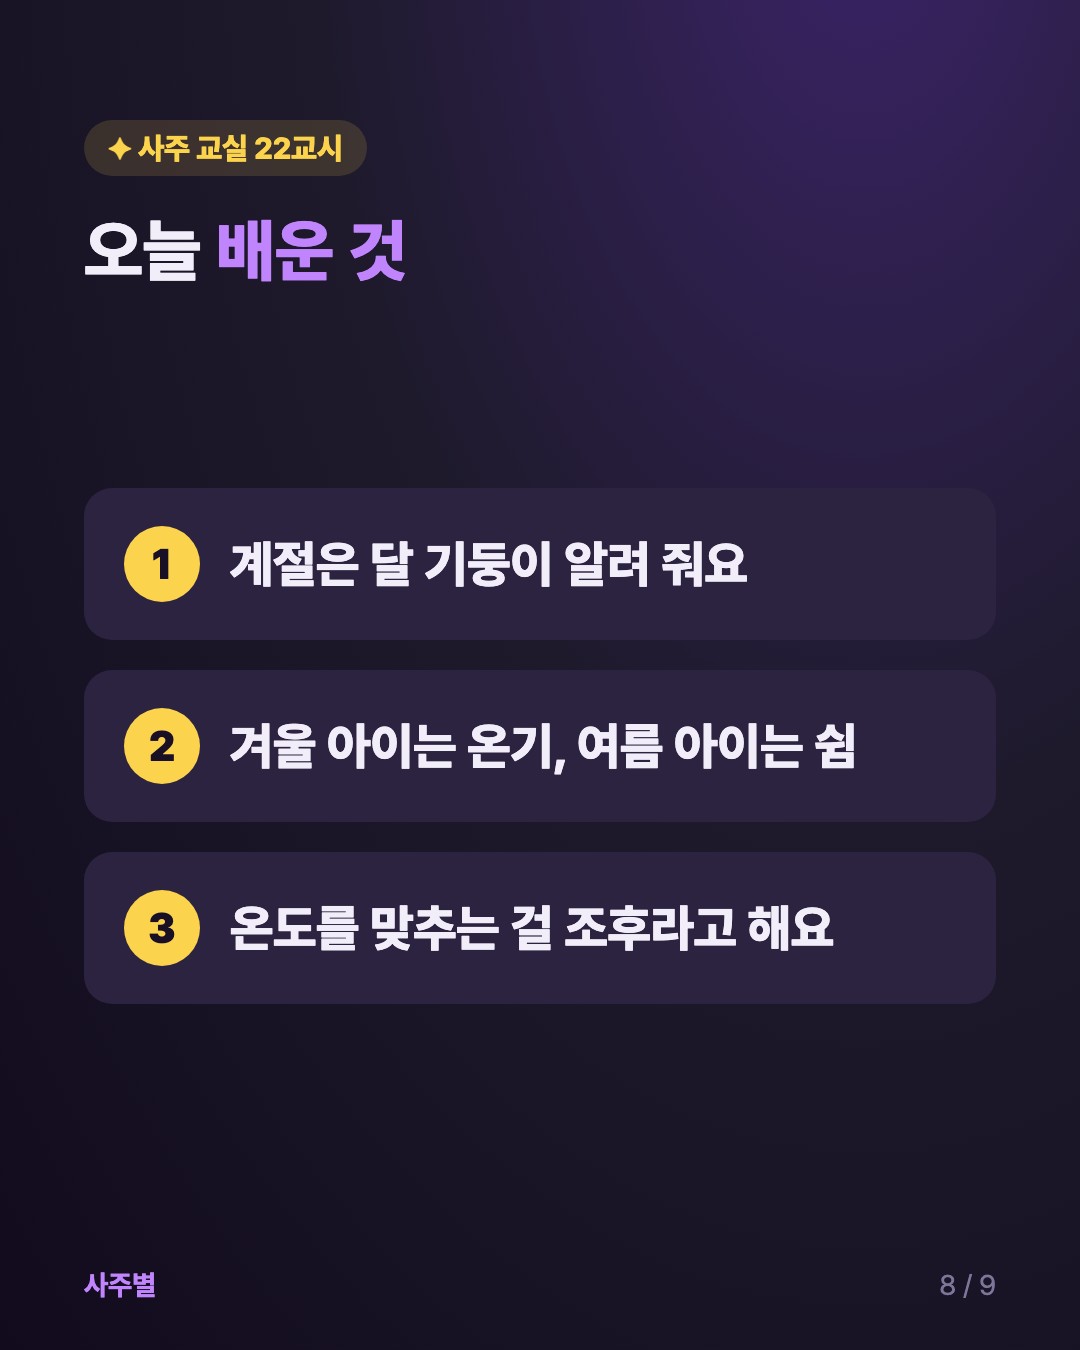 ✦ 사주 교실 22교시
오늘 배운 것
1 계절은 달 기둥이 알려 줘요
2 겨울 아이는 온기, 여름 아이는 쉼
3 온도를 맞추는 걸 조후라고 해요
사주별
8 / 9